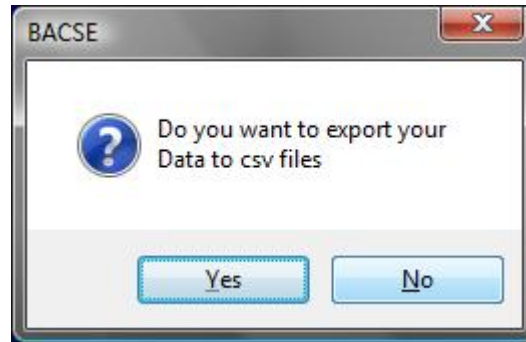 BACSE
Do you want to export your
Data to csv files
Yes
No